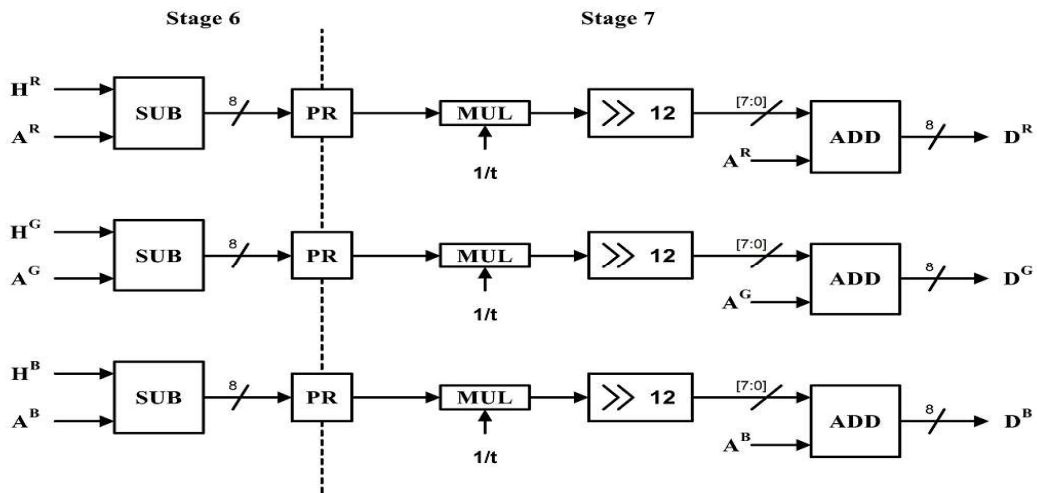 Stage 6 Stage 7
H^R
A^R
SUB
8
PR
MUL
1/t
>> 12
[7:0]
A^R
ADD
8
D^R
H^G
A^G
SUB
8
PR
MUL
1/t
>> 12
[7:0]
A^G
ADD
8
D^G
H^B
A^B
SUB
8
PR
MUL
1/t
>> 12
[7:0]
A^B
ADD
8
D^B